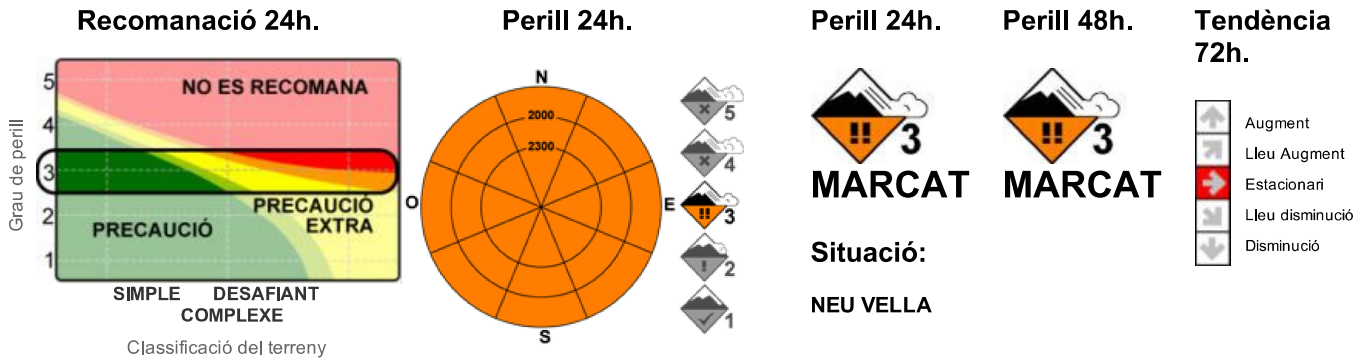 Recomanació 24h.
Grau de perill
5
4
3
2
1
NO ES RECOMANA
PRECAUCIÓ
PRECAUCIÓ
EXTRA
SIMPLE DESAFIANT
COMPLEXE
Classificació del terreny
Perill 24h.
N
2000
2300
O
E
S
5
4
!! 3
! 2
1
Perill 24h.
!! 3
MARCAT
Perill 48h.
!! 3
MARCAT
Situació:
NEU VELLA
Tendència
72h.
Augment
Lleu Augment
Estacionari
Lleu disminució
Disminució